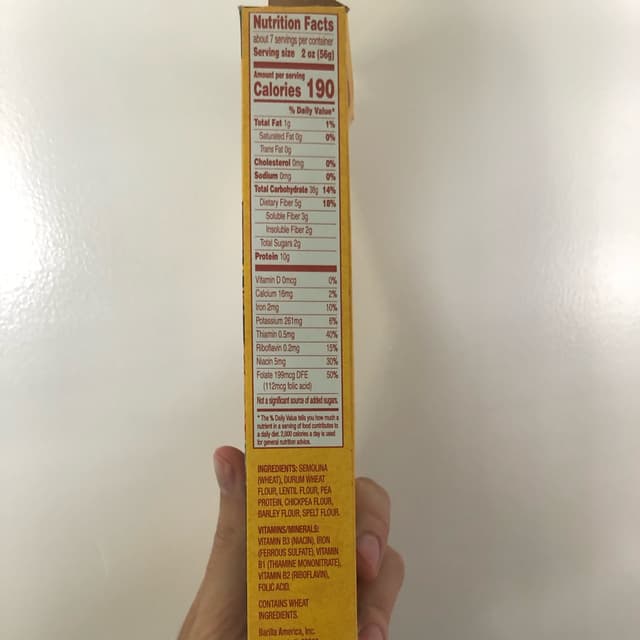 Nutrition Facts
about 7 servings per container
Serving size 2 oz (56g)
Amount per serving
Calories 190
% Daily Value*
Total Fat 1g 1%
Saturated Fat 0g 0%
Trans Fat 0g
Cholesterol 0mg 0%
Sodium 0mg 0%
Total Carbohydrate 38g 14%
Dietary Fiber 5g 18%
Soluble Fiber 3g
Insoluble Fiber 2g
Total Sugars 2g
Protein 10g
Vitamin D 0mcg 0%
Calcium 16mg 2%
Iron 2mg 10%
Potassium 261mg 6%
Thiamin 0.5mg 40%
Riboflavin 0.2mg 15%
Niacin 5mg 30%
Folate 199mcg DFE 50%
(112mcg folic acid)
Not a significant source of added sugars.
* The % Daily Value tells you how much a
nutrient in a serving of food contributes to
a daily diet. 2,000 calories a day is used
for general nutrition advice.
INGREDIENTS: SEMOLINA
(WHEAT), DURUM WHEAT
FLOUR, LENTIL FLOUR, PEA
PROTEIN, CHICKPEA FLOUR,
BARLEY FLOUR, SPELT FLOUR.
VITAMINS/MINERALS:
VITAMIN B3 (NIACIN), IRON
(FERROUS SULFATE), VITAMIN
B1 (THIAMINE MONONITRATE),
VITAMIN B2 (RIBOFLAVIN),
FOLIC ACID.
CONTAINS WHEAT
INGREDIENTS.
Barilla America, Inc.